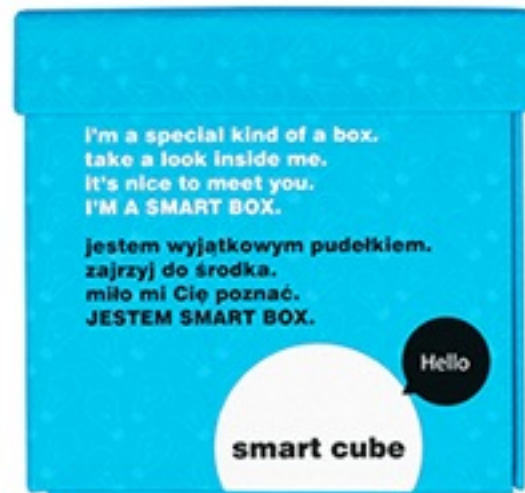 i'm a special kind of a box.
take a look inside me.
it's nice to meet you.
I'M A SMART BOX.
jestem wyjątkowym pudełkiem.
zajrzyj do środka.
miło mi Cię poznać.
JESTEM SMART BOX.
Hello
smart cube